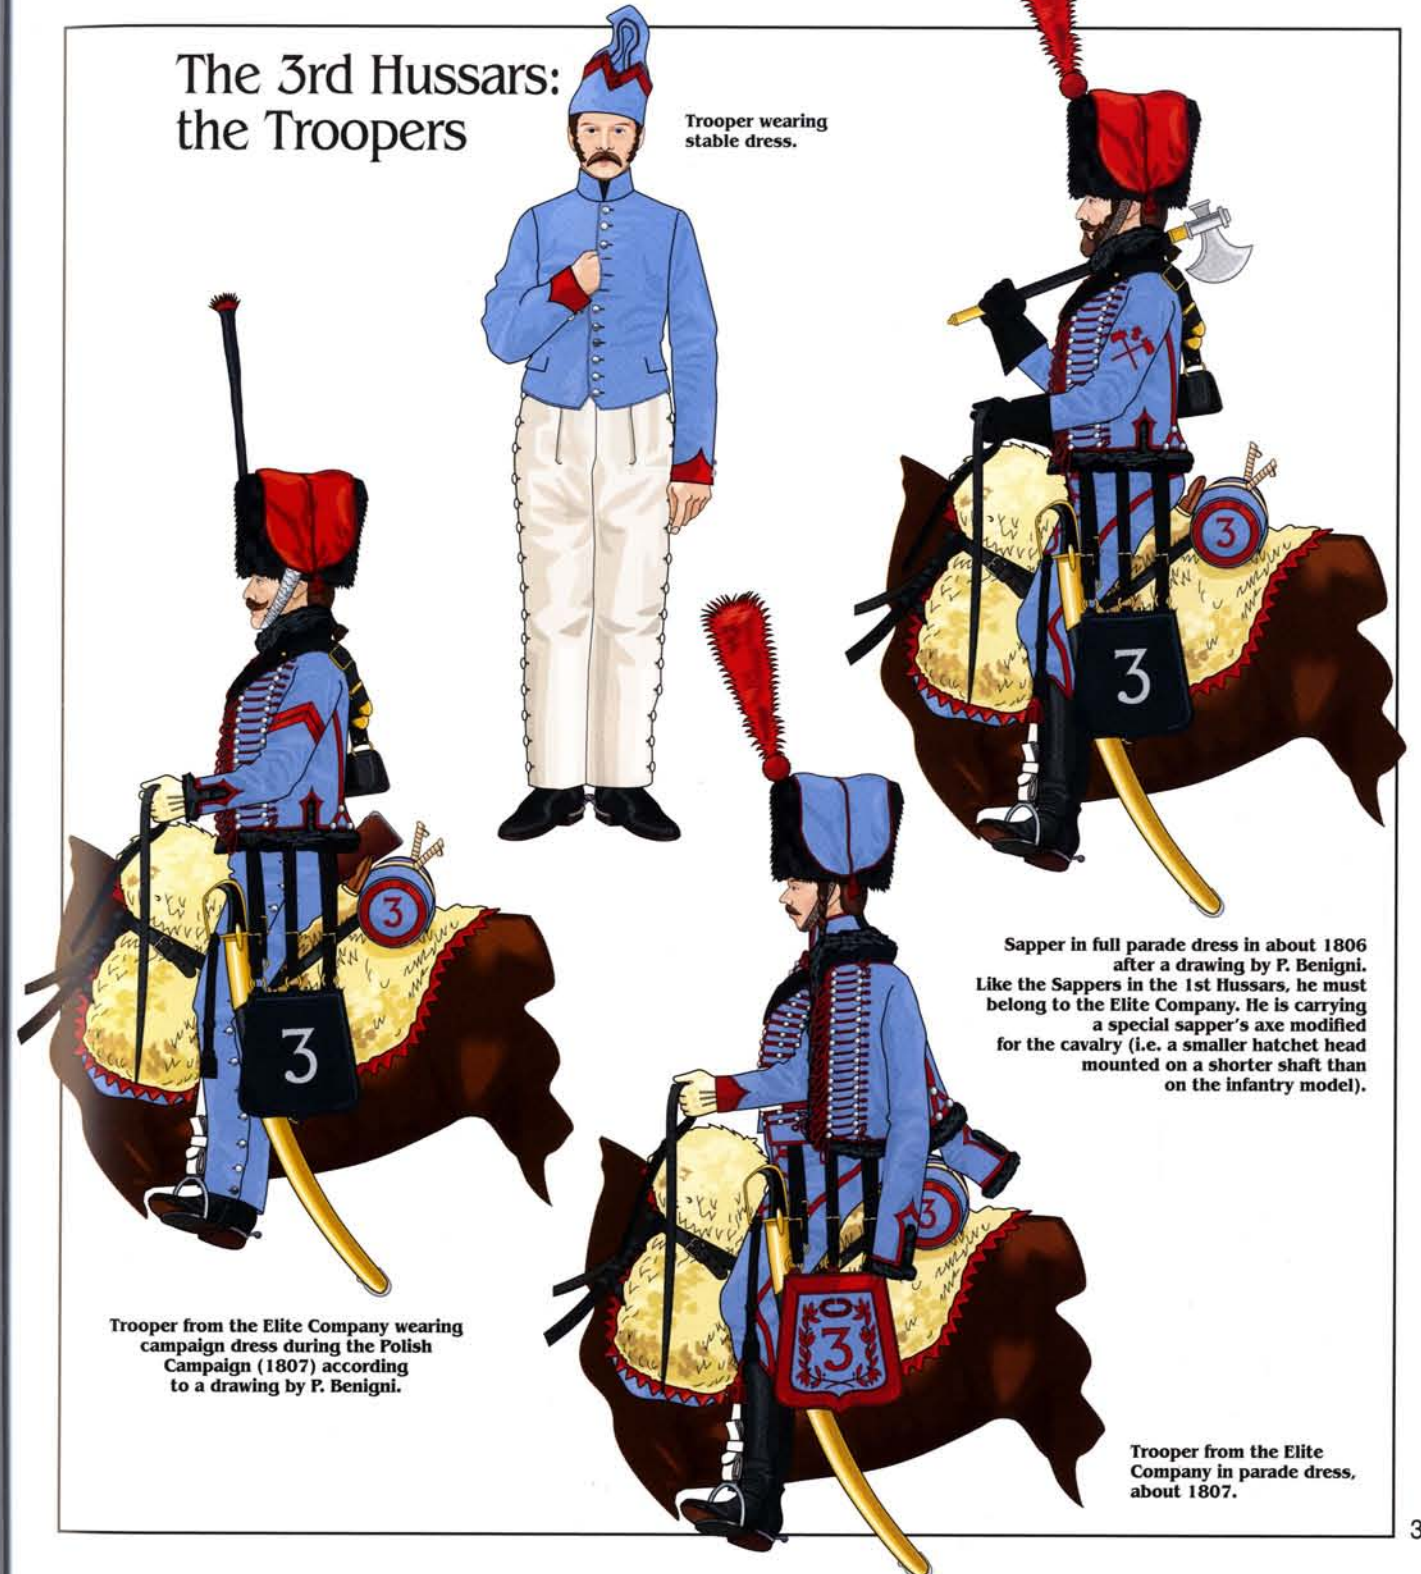 The 3rd Hussars:
the Troopers
Trooper wearing
stable dress.
3
3
3
3
Sapper in full parade dress in about 1806
after a drawing by P. Benigni.
Like the Sappers in the 1st Hussars, he must
belong to the Elite Company. He is carrying
a special sapper's axe modified
for the cavalry (i.e. a smaller hatchet head
mounted on a shorter shaft than
on the infantry model).
3
3
Trooper from the Elite Company wearing
campaign dress during the Polish
Campaign (1807) according
to a drawing by P. Benigni.
Trooper from the Elite
Company in parade dress,
about 1807.